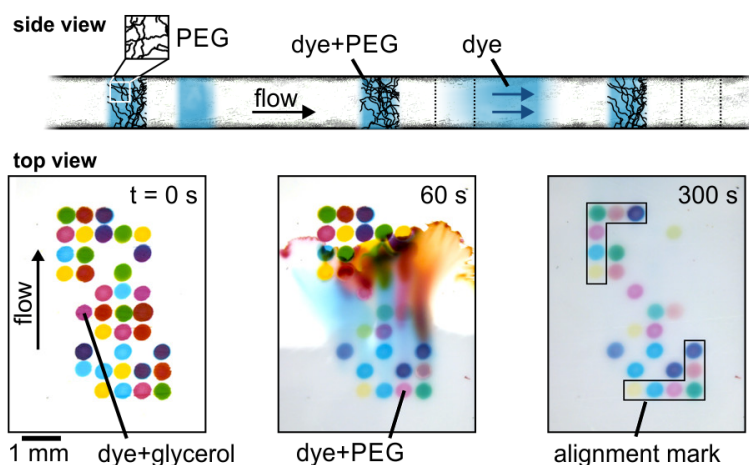 side view
PEG
dye+PEG
dye
flow
top view
t = 0 s
60 s
300 s
flow
1 mm
dye+glycerol
dye+PEG
alignment mark